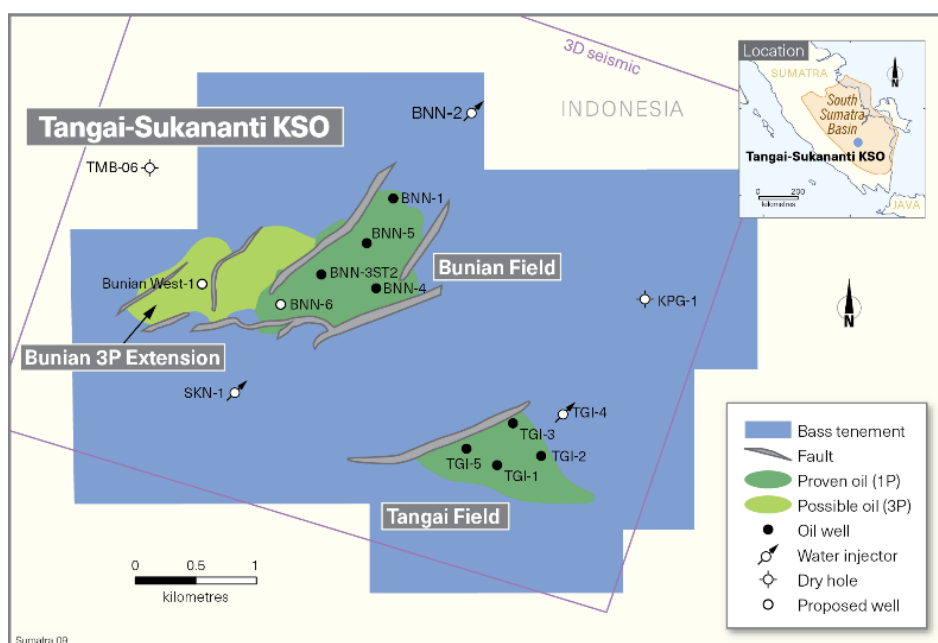 3D seismic
Location
SUMATRA
N
South
Sumatra
Basin
Tangai-Sukananti KSO
0 200
kilometres
JAVA
BNN-2
INDONESIA
Tangai-Sukananti KSO
TMB-06
BNN-1
BNN-5
Bunian Field
Bunian West-1
BNN-3ST2
BNN-4
BNN-6
KPG-1
N
Bunian 3P Extension
SKN-1
TGI-4
TGI-3
TGI-2
TGI-5
TGI-1
Tangai Field
0 0.5 1
kilometres
Bass tenement
Fault
Proven oil (1P)
Possible oil (3P)
Oil well
Water injector
Dry hole
Proposed well
Sumatra 09